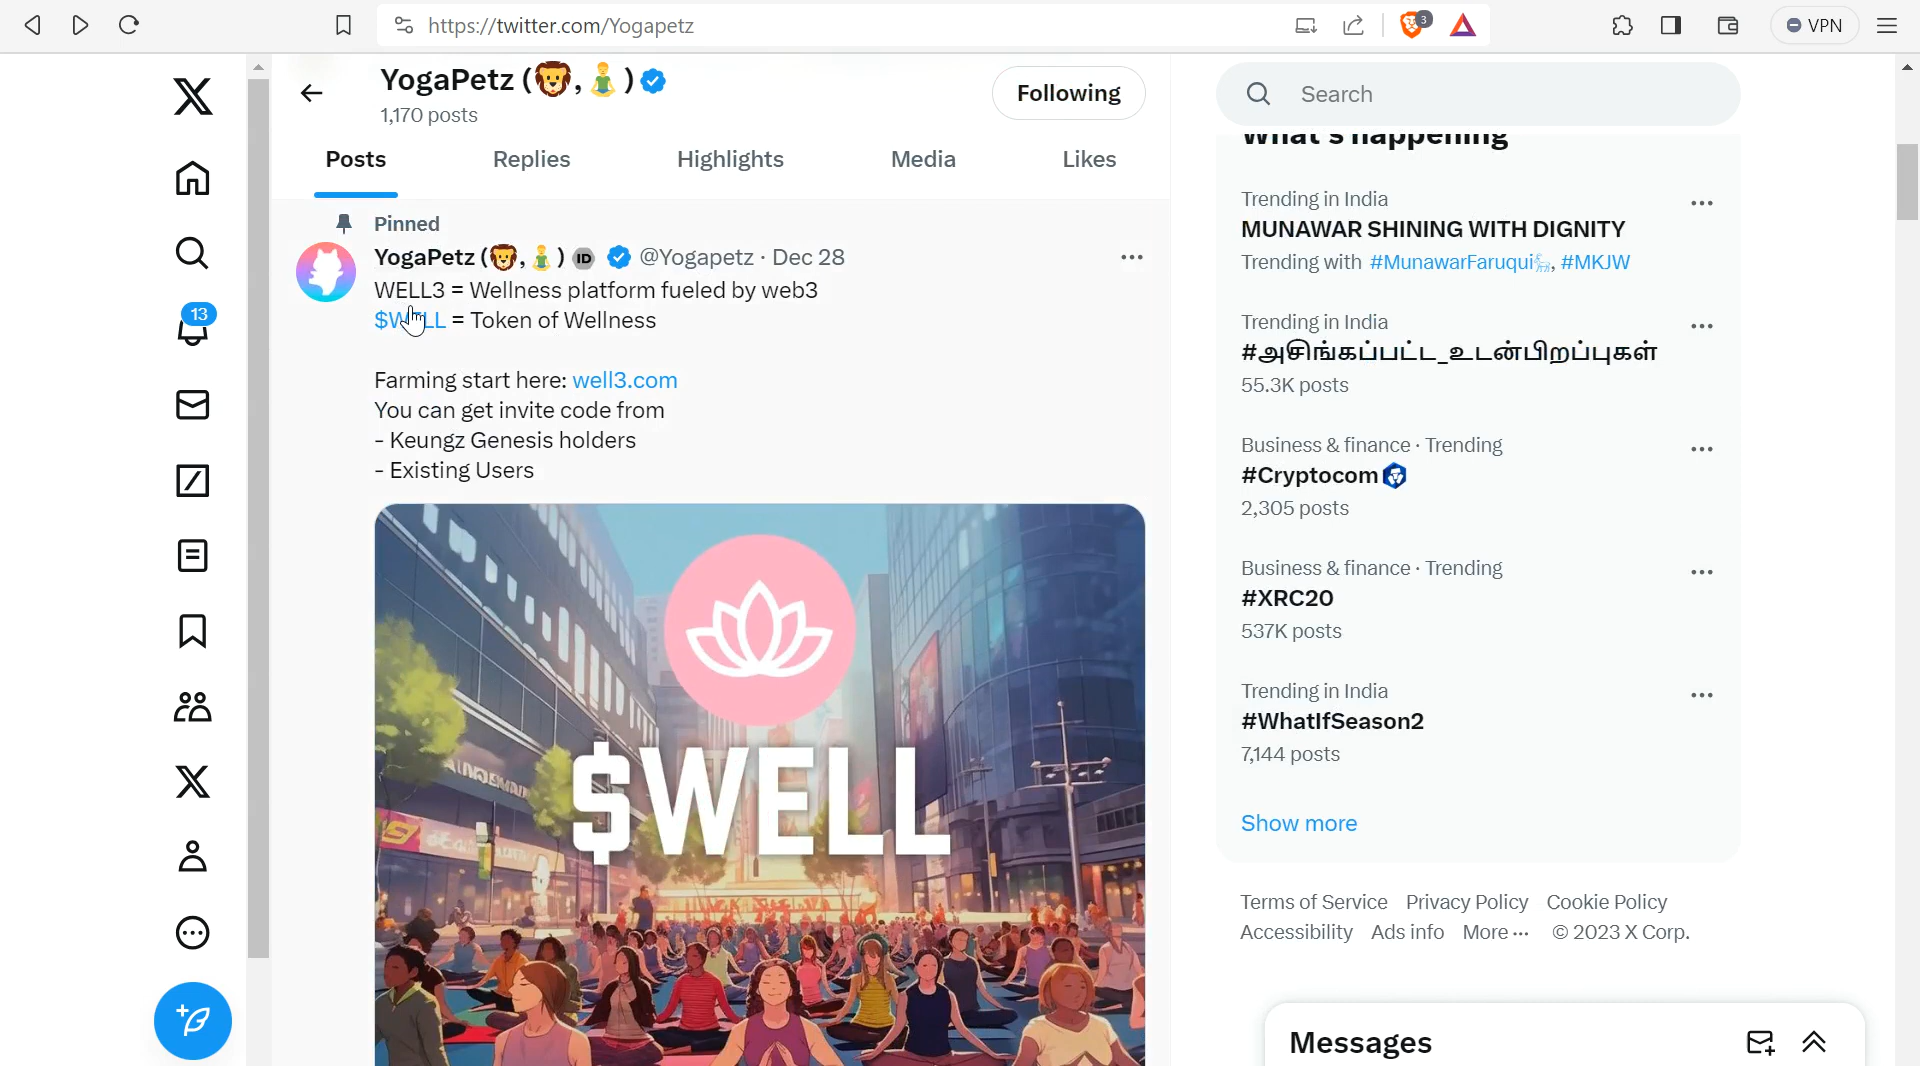 https://twitter.com/Yogapetz
3
VPN
YogaPetz (🦁,🧘)
1,170 posts
Following
Posts
Replies
Highlights
Media
Likes
Pinned
YogaPetz (🦁,🧘) ID @Yogapetz · Dec 28
WELL3 = Wellness platform fueled by web3
$WELL = Token of Wellness
Farming start here: well3.com
You can get invite code from
- Keungz Genesis holders
- Existing Users
$WELL
13
Search
What's happening
Trending in India
MUNAWAR SHINING WITH DIGNITY
Trending with #MunawarFaruqui, #MKJW
Trending in India
#அசிங்கப்பட்ட_உடன்பிறப்புகள்
55.3K posts
Business & finance · Trending
#Cryptocom
2,305 posts
Business & finance · Trending
#XRC20
537K posts
Trending in India
#WhatIfSeason2
7,144 posts
Show more
Terms of Service Privacy Policy Cookie Policy
Accessibility Ads info More ··· © 2023 X Corp.
Messages